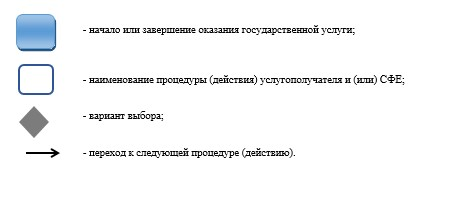 - начало или завершение оказания государственной услуги;
- наименование процедуры (действия) услугополучателя и (или) СФЕ;
- вариант выбора;
- переход к следующей процедуре (действию).